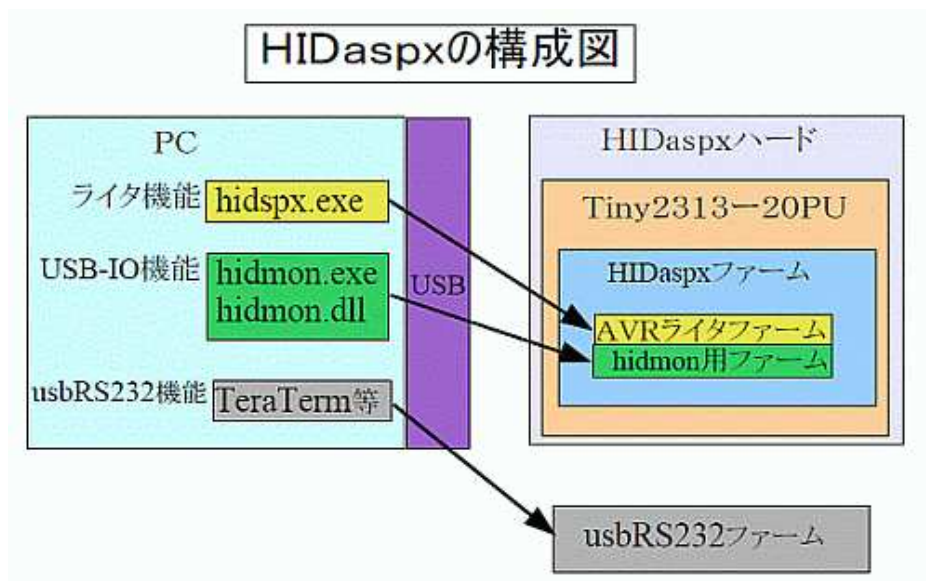 HIDaspxの構成図
PC
ライタ機能
hidspx.exe
USB-IO機能
hidmon.exe
hidmon.dll
usbRS232機能
TeraTerm等
USB
HIDaspxハード
Tiny2313ー20PU
HIDaspxファーム
AVRライタファーム
hidmon用ファーム
usbRS232ファーム